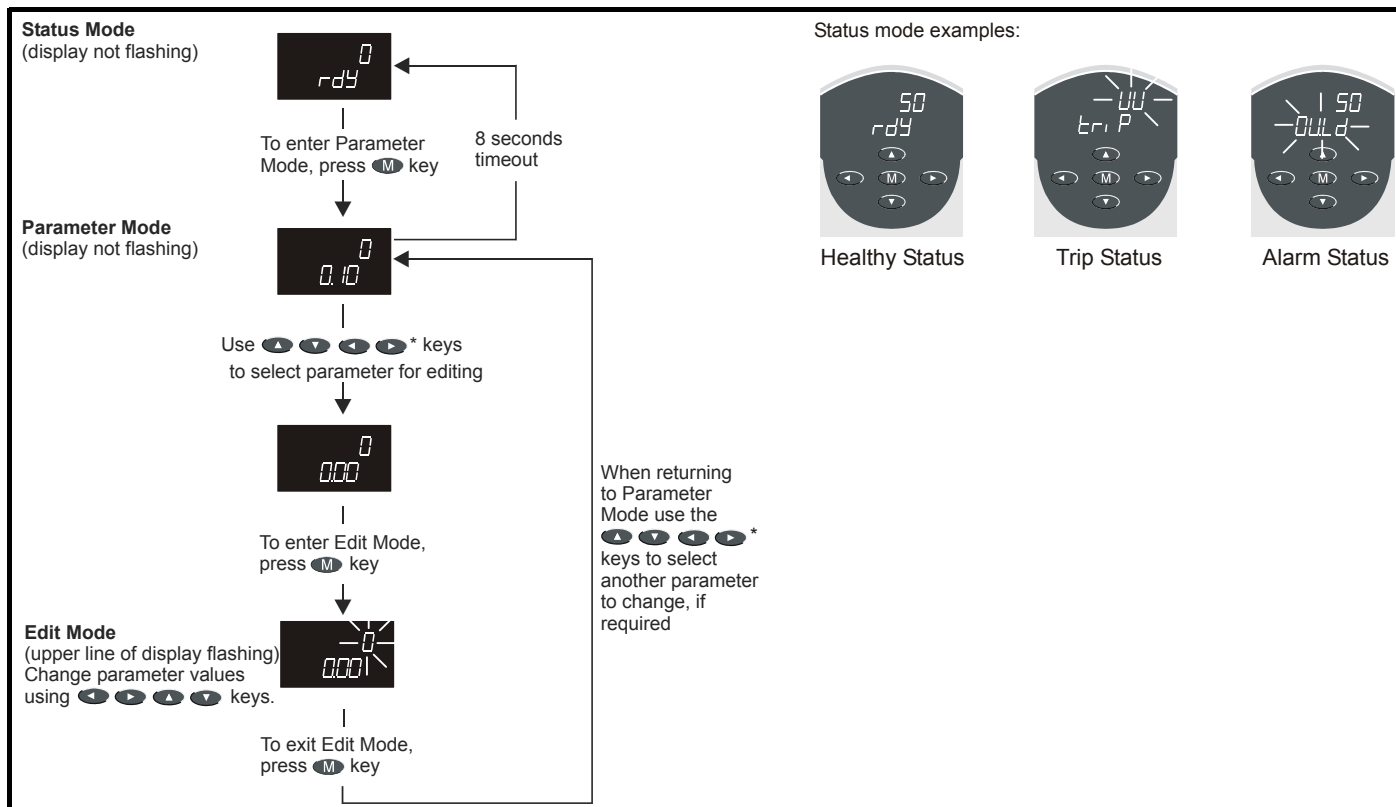 Status Mode
(display not flashing)
0
rdY
To enter Parameter
Mode, press M key
8 seconds
timeout
Parameter Mode
(display not flashing)
0
0.10
Use * keys
to select parameter for editing
0
0.00
To enter Edit Mode,
press M key
When returning
to Parameter
Mode use the
*
keys to select
another parameter
to change, if
required
Edit Mode
(upper line of display flashing)
Change parameter values
using keys.
0
0.00
To exit Edit Mode,
press M key
Status mode examples:
50
rdY
M
Healthy Status
UU
triP
M
Trip Status
50
OULd
M
Alarm Status